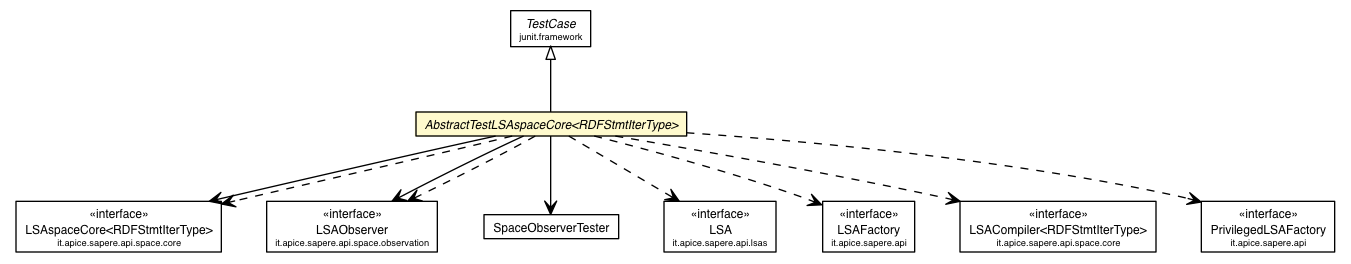 TestCase
junit.framework
AbstractTestLSAspaceCore<RDFStmtIterType>
«interface»
LSAspaceCore<RDFStmtIterType>
it.apice.sapere.api.space.core
«interface»
LSAObserver
it.apice.sapere.api.space.observation
SpaceObserverTester
«interface»
LSA
it.apice.sapere.api.lsas
«interface»
LSAFactory
it.apice.sapere.api
«interface»
LSACompiler<RDFStmtIterType>
it.apice.sapere.api.space.core
«interface»
PrivilegedLSAFactory
it.apice.sapere.api